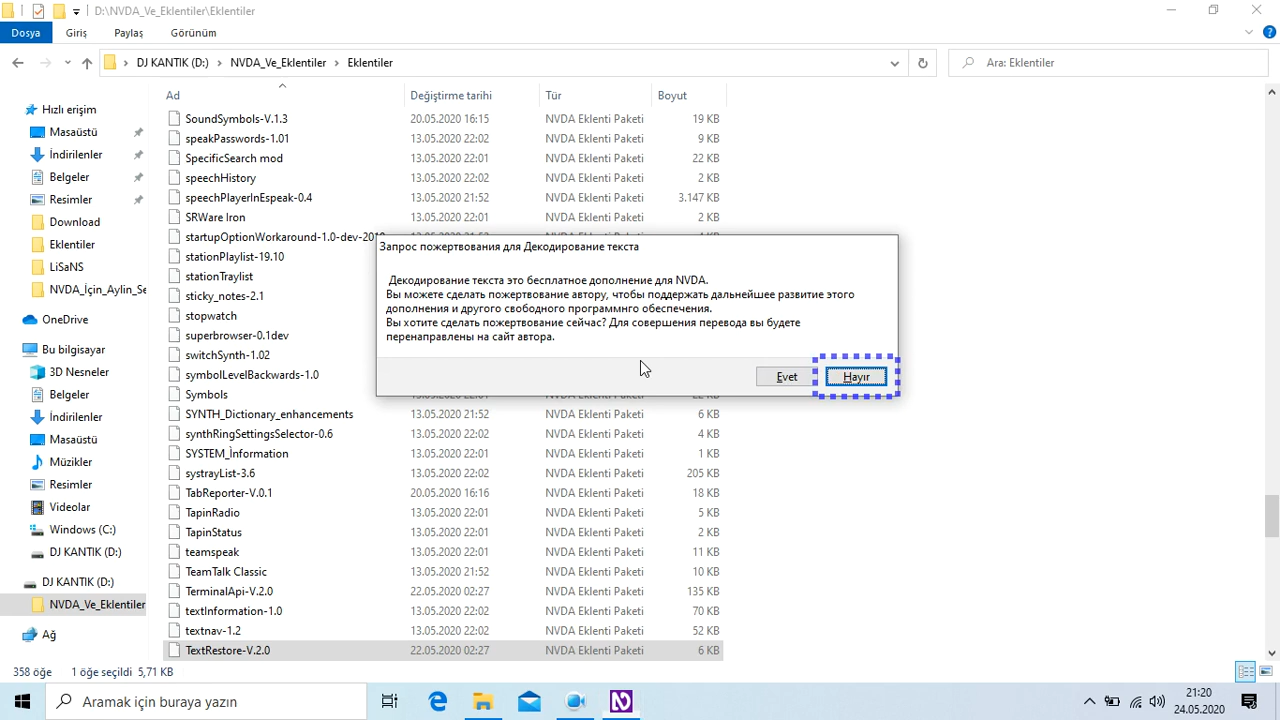 D:\NVDA_Ve_Eklentiler\Eklentiler
Dosya Giriş Paylaş Görünüm
DJ KANTIK (D:) NVDA_Ve_Eklentiler Eklentiler
Ara: Eklentiler
Ad Değiştirme tarihi Tür Boyut
Hızlı erişim
Masaüstü
İndirilenler
Belgeler
Resimler
Download
Eklentiler
LiSaNS
NVDA_İçin_Aylin_Se
OneDrive
Bu bilgisayar
3D Nesneler
Belgeler
İndirilenler
Masaüstü
Müzikler
Resimler
Videolar
Windows (C:)
DJ KANTIK (D:)
DJ KANTIK (D:)
NVDA_Ve_Eklentiler
Ağ
SoundSymbols-V.1.3 20.05.2020 16:15 NVDA Eklenti Paketi 19 KB
speakPasswords-1.01 13.05.2020 22:02 NVDA Eklenti Paketi 9 KB
SpecificSearch mod 13.05.2020 22:01 NVDA Eklenti Paketi 22 KB
speechHistory 13.05.2020 22:02 NVDA Eklenti Paketi 2 KB
speechPlayerInEspeak-0.4 13.05.2020 21:52 NVDA Eklenti Paketi 3.147 KB
SRWare Iron 13.05.2020 22:01 NVDA Eklenti Paketi 2 KB
startupOptionWorkaround-1.0-dev-2019
stationPlaylist-19.10
stationTraylist
sticky_notes-2.1
stopwatch
superbrowser-0.1dev
switchSynth-1.02
symbolLevelBackwards-1.0
Symbols
SYNTH_Dictionary_enhancements 13.05.2020 21:52 NVDA Eklenti Paketi 6 KB
synthRingSettingsSelector-0.6 13.05.2020 22:02 NVDA Eklenti Paketi 4 KB
SYSTEM_İnformation 13.05.2020 22:01 NVDA Eklenti Paketi 1 KB
systrayList-3.6 13.05.2020 22:02 NVDA Eklenti Paketi 205 KB
TabReporter-V.0.1 20.05.2020 16:16 NVDA Eklenti Paketi 18 KB
TapinRadio 13.05.2020 22:01 NVDA Eklenti Paketi 5 KB
TapinStatus 13.05.2020 22:01 NVDA Eklenti Paketi 2 KB
teamspeak 13.05.2020 22:01 NVDA Eklenti Paketi 11 KB
TeamTalk Classic 13.05.2020 21:52 NVDA Eklenti Paketi 10 KB
TerminalApi-V.2.0 22.05.2020 02:27 NVDA Eklenti Paketi 135 KB
textInformation-1.0 13.05.2020 22:02 NVDA Eklenti Paketi 70 KB
textnav-1.2 13.05.2020 22:02 NVDA Eklenti Paketi 52 KB
TextRestore-V.2.0 22.05.2020 02:27 NVDA Eklenti Paketi 6 KB
Запрос пожертвования для Декодирование текста
Декодирование текста это бесплатное дополнение для NVDA.
Вы можете сделать пожертвование автору, чтобы поддержать дальнейшее развитие этого
дополнения и другого свободного программнго обеспечения.
Вы хотите сделать пожертвование сейчас? Для совершения перевода вы будете
перенаправлены на сайт автора.
Evet Hayır
358 öğe 1 öğe seçildi 5,71 KB
Aramak için buraya yazın
21:20
24.05.2020